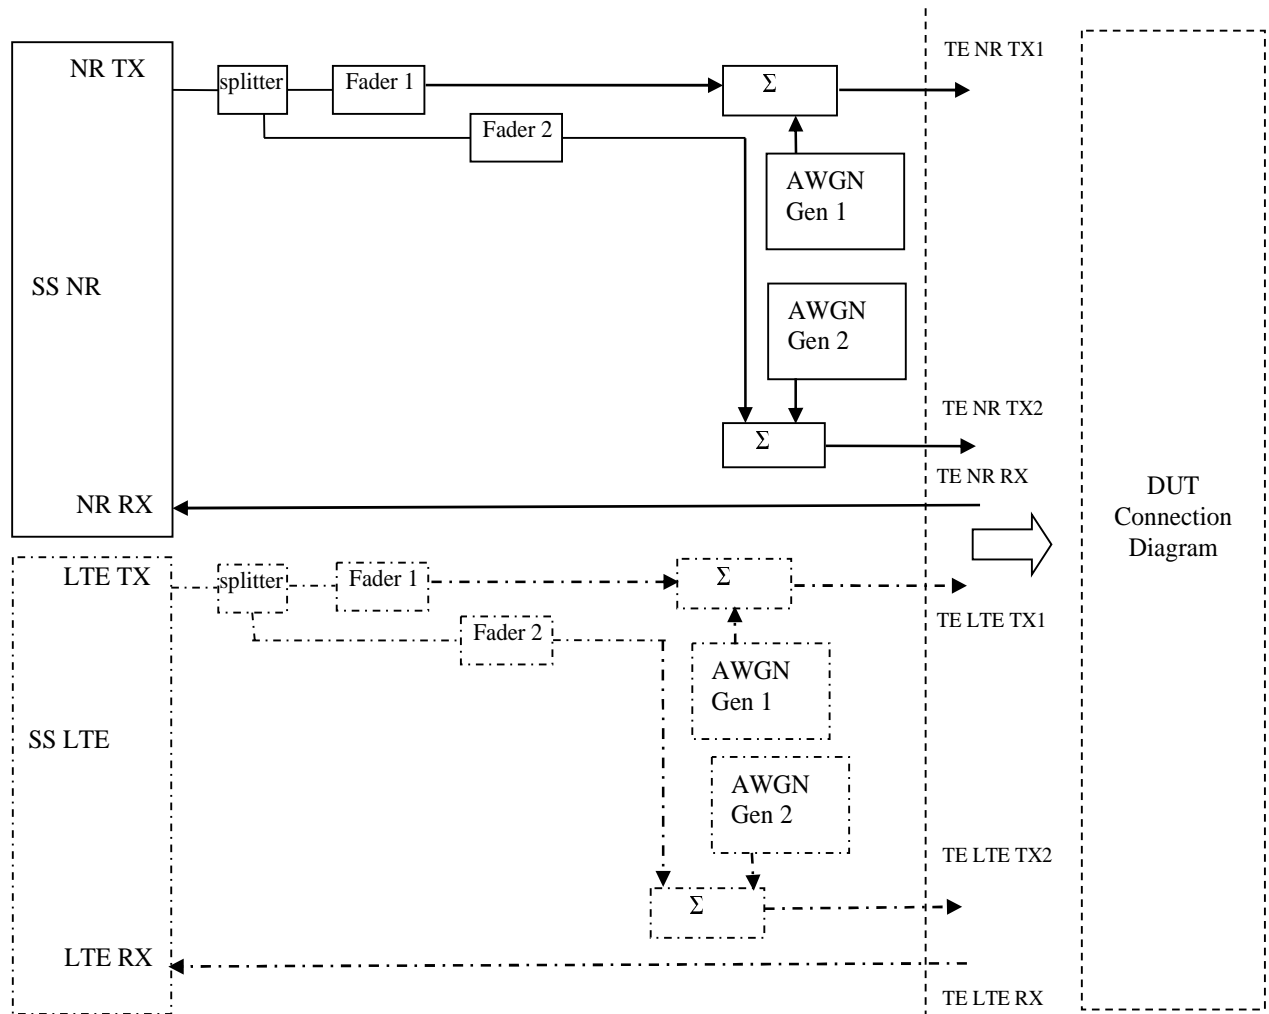 TE NR TX1
NR TX
splitter
Fader 1
Σ
Fader 2
AWGN
Gen 1
SS NR
AWGN
Gen 2
TE NR TX2
Σ
TE NR RX
NR RX
DUT
Connection
Diagram
LTE TX
splitter
Fader 1
Σ
TE LTE TX1
Fader 2
AWGN
Gen 1
SS LTE
AWGN
Gen 2
TE LTE TX2
Σ
LTE RX
TE LTE RX